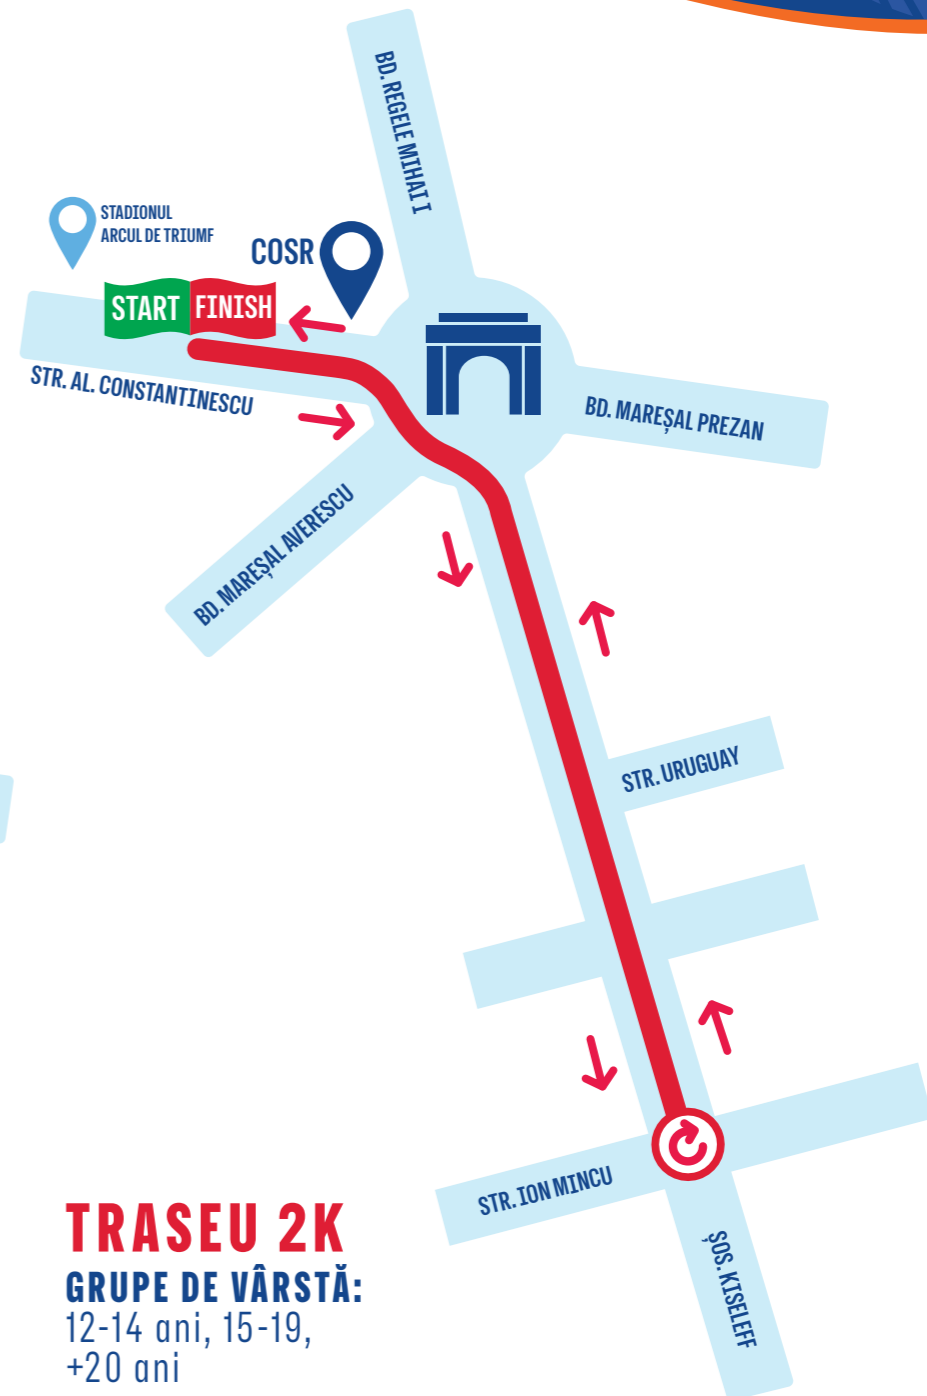 BD. REGELE MIHAI I
STADIONUL
ARCUL DE TRIUMF
COSR
START FINISH
STR. AL. CONSTANTINESCU
BD. MAREȘAL PREZAN
BD. MAREȘAL AVERESCU
STR. URUGUAY
STR. ION MINCU
ȘOS. KISELEFF
TRASEU 2K
GRUPE DE VÂRSTĂ:
12-14 ani, 15-19,
+20 ani